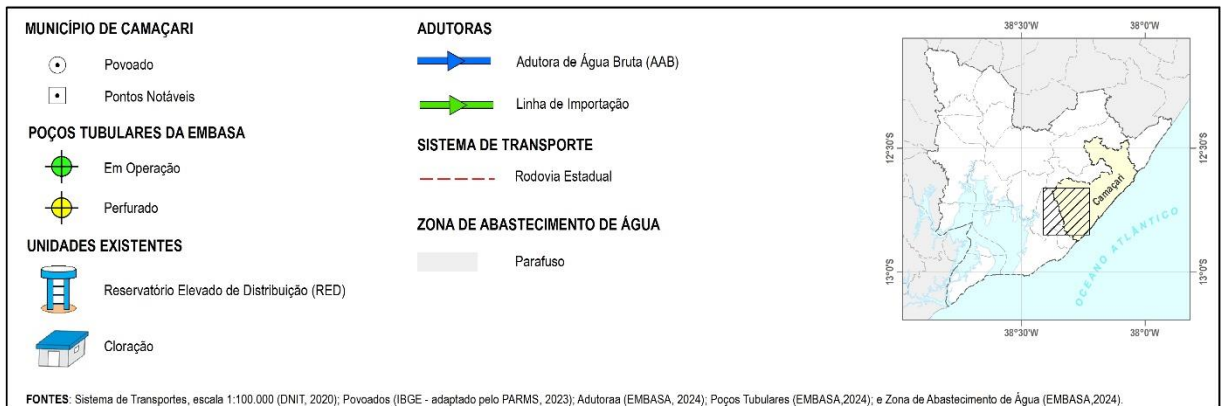 MUNICÍPIO DE CAMAÇARI
Povoado
Pontos Notáveis
POÇOS TUBULARES DA EMBASA
Em Operação
Perfurado
UNIDADES EXISTENTES
Reservatório Elevado de Distribuição (RED)
Cloração
ADUTORAS
Adutora de Água Bruta (AAB)
Linha de Importação
SISTEMA DE TRANSPORTE
Rodovia Estadual
ZONA DE ABASTECIMENTO DE ÁGUA
Parafuso
38°30'W
38°0'W
12°30'S
12°30'S
Camaçari
OCEANO ATLÂNTICO
13°0'S
13°0'S
38°30'W
38°0'W
FONTES: Sistema de Transportes, escala 1:100.000 (DNIT, 2020); Povoados (IBGE - adaptado pelo PARMS, 2023); Adutoraa (EMBASA, 2024); Poços Tubulares (EMBASA,2024); e Zona de Abastecimento de Água (EMBASA,2024).